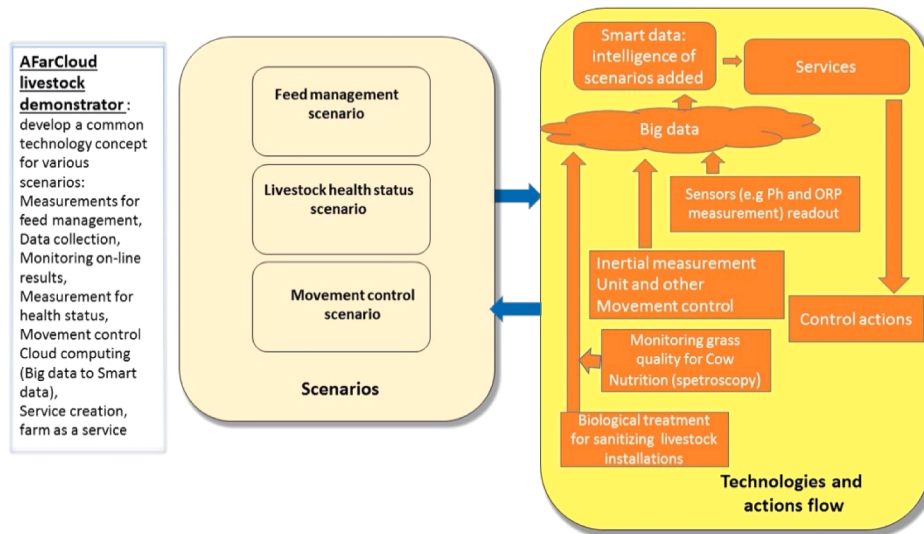 AFarCloud
livestock
demonstrator :
develop a common
technology concept
for various
scenarios:
Measurements for
feed management,
Data collection,
Monitoring on-line
results,
Measurement for
health status,
Movement control
Cloud computing
(Big data to Smart
data),
Service creation,
farm as a service
Feed management
scenario
Livestock health status
scenario
Movement control
scenario
Scenarios
Smart data:
intelligence of
scenarios added
Services
Big data
Sensors (e.g Ph and ORP
measurement) readout
Inertial measurement
Unit and other
Movement control
Control actions
Monitoring grass
quality for Cow
Nutrition (spetroscopy)
Biological treatment
for sanitizing livestock
installations
Technologies and
actions flow